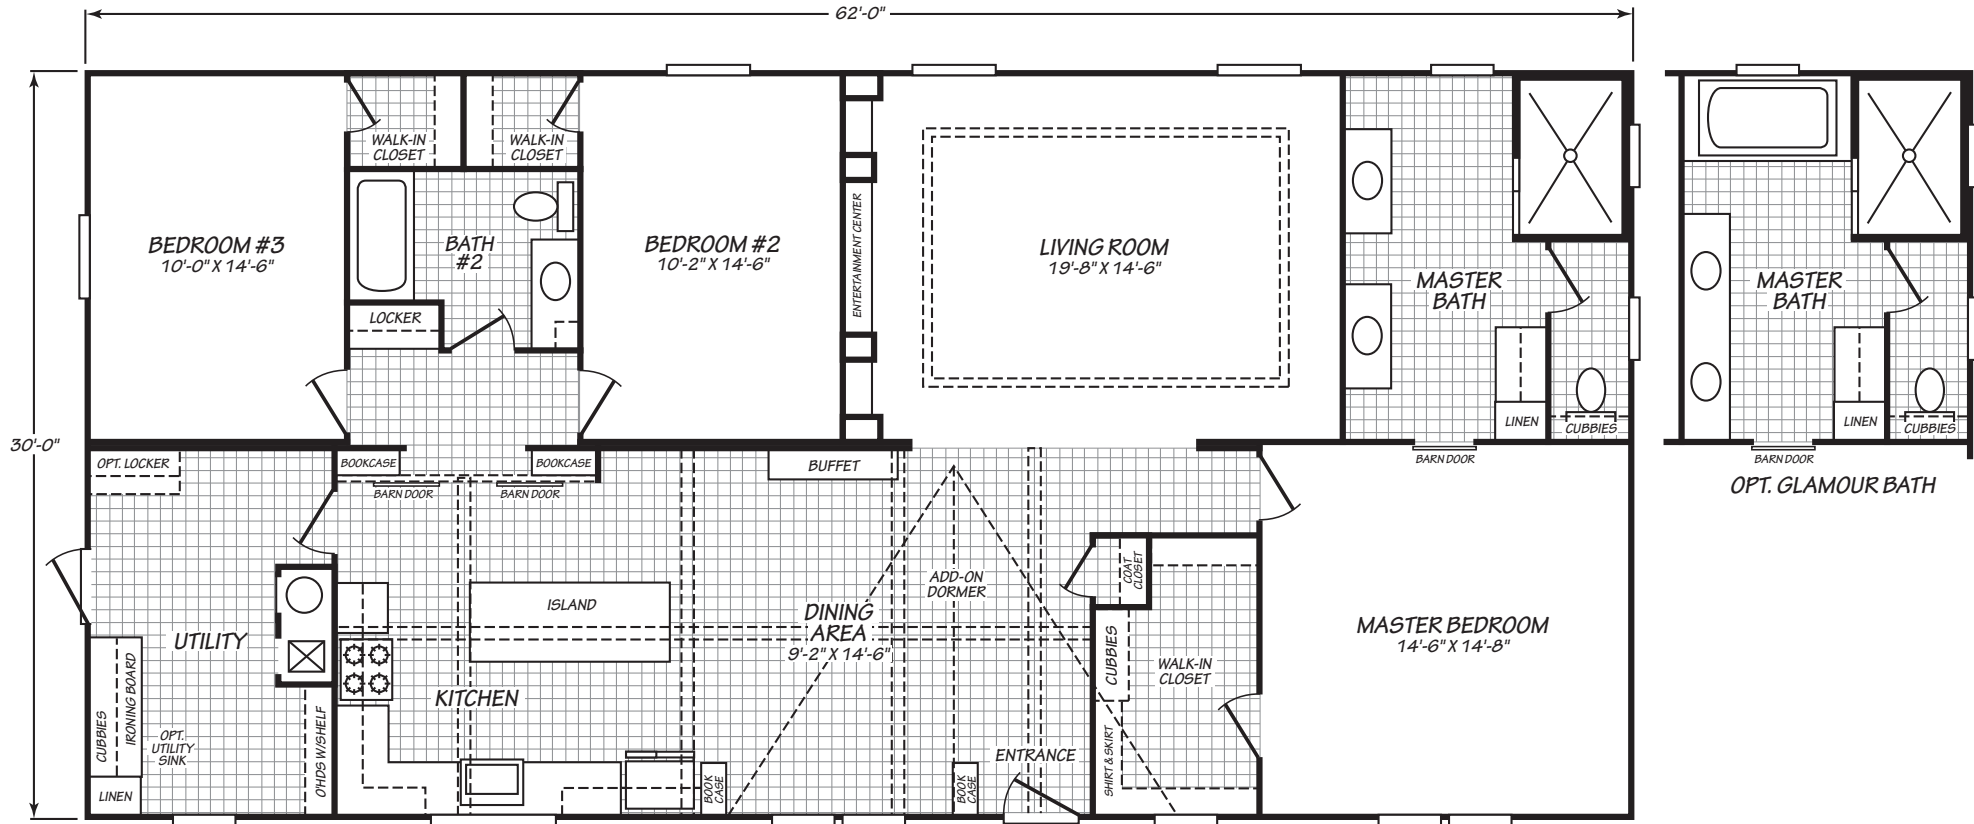 62'-0"
30'-0"
WALK-IN
CLOSET
WALK-IN
CLOSET
BEDROOM #3
10'-0" X 14'-6"
BATH
#2
LOCKER
BEDROOM #2
10'-2" X 14'-6"
ENTERTAINMENT CENTER
LIVING ROOM
19'-8" X 14'-6"
MASTER
BATH
LINEN
CUBBIES
BARN DOOR
MASTER
BATH
LINEN
CUBBIES
BARN DOOR
OPT. GLAMOUR BATH
OPT. LOCKER
BOOKCASE
BOOKCASE
BARN DOOR
BARN DOOR
BUFFET
UTILITY
CUBBIES
IRONING BOARD
OPT.
UTILITY
SINK
LINEN
O'HDS W/SHELF
ISLAND
KITCHEN
BOOK
CASE
DINING
AREA
9'-2" X 14'-6"
ADD-ON
DORMER
BOOK
CASE
ENTRANCE
COAT
CLOSET
CUBBIES
SHIRT & SKIRT
WALK-IN
CLOSET
MASTER BEDROOM
14'-6" X 14'-8"